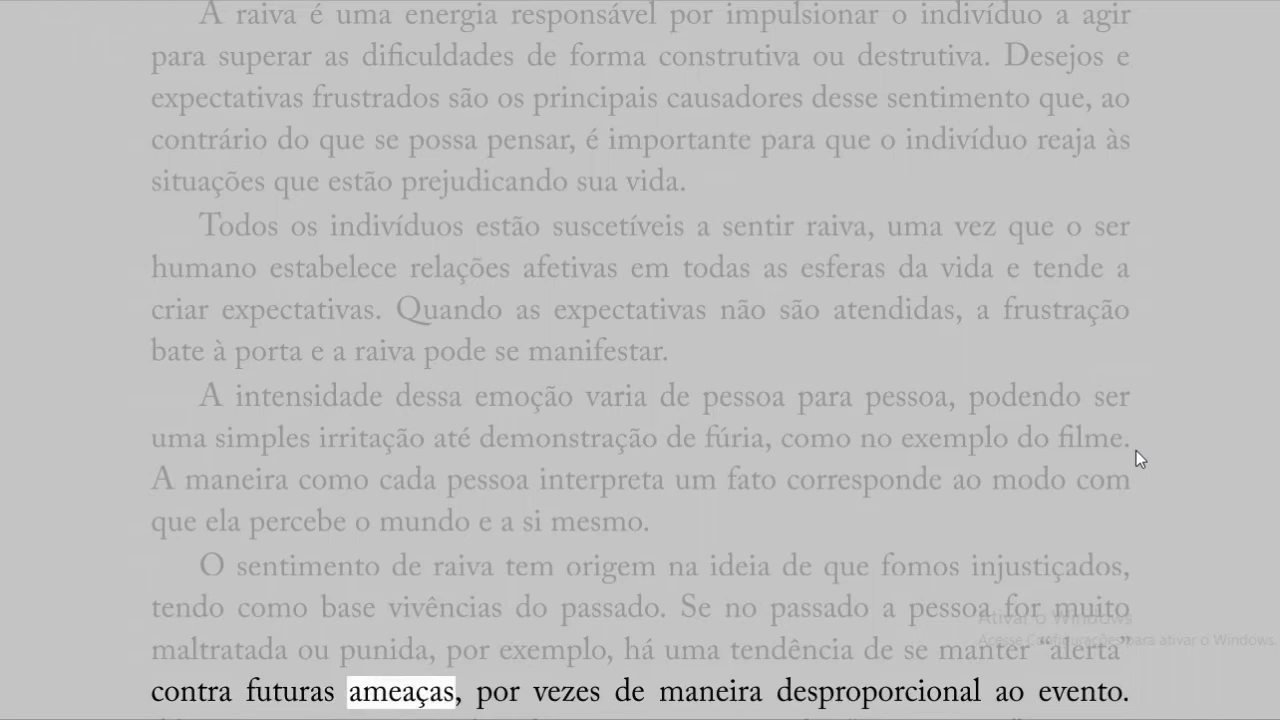 A raiva é uma energia responsável por impulsionar o indivíduo a agir
para superar as dificuldades de forma construtiva ou destrutiva. Desejos e
expectativas frustrados são os principais causadores desse sentimento que, ao
contrário do que se possa pensar, é importante para que o indivíduo reaja às
situações que estão prejudicando sua vida.
Todos os indivíduos estão suscetíveis a sentir raiva, uma vez que o ser
humano estabelece relações afetivas em todas as esferas da vida e tende a
criar expectativas. Quando as expectativas não são atendidas, a frustração
bate à porta e a raiva pode se manifestar.
A intensidade dessa emoção varia de pessoa para pessoa, podendo ser
uma simples irritação até demonstração de fúria, como no exemplo do filme.
A maneira como cada pessoa interpreta um fato corresponde ao modo com
que ela percebe o mundo e a si mesmo.
O sentimento de raiva tem origem na ideia de que fomos injustiçados,
tendo como base vivências do passado. Se no passado a pessoa for muito
maltratada ou punida, por exemplo, há uma tendência de se manter "alerta"
contra futuras ameaças, por vezes de maneira desproporcional ao evento.
Ativar o Windows
Acesse Configurações para ativar o Windows.